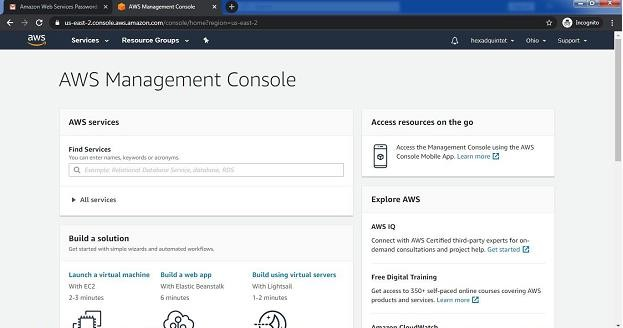 Amazon Web Services Password
AWS Management Console
us-east-2.console.aws.amazon.com/console/home?region=us-east-2
Incognito
aws
Services
Resource Groups
hexadquintet
Ohio
Support
AWS Management Console
AWS services
Find Services
You can enter names, keywords or acronyms.
Example: Relational Database Service, database, RDS
All services
Build a solution
Get started with simple wizards and automated workflows.
Launch a virtual machine
With EC2
2-3 minutes
Build a web app
With Elastic Beanstalk
6 minutes
Build using virtual servers
With Lightsail
1-2 minutes
Access resources on the go
Access the Management Console using the AWS
Console Mobile App. Learn more
Explore AWS
AWS IQ
Connect with AWS Certified third-party experts for on-
demand consultations and project help. Get started
Free Digital Training
Get access to 350+ self-paced online courses covering AWS
products and services. Learn more
Amazon CloudWatch